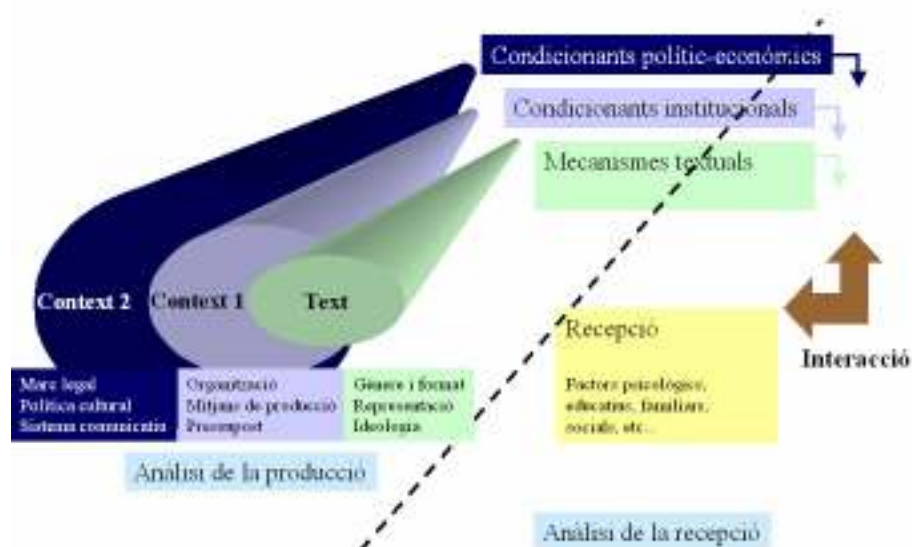 Condicionants polític-econòmics
Condicionants institucionals
Mecanismes textuals
Context 2
Context 1
Text
Marc legal
Política cultural
Sistema comunicatiu
Organització
Mitjans de producció
Pressupost
Gènere i format
Representació
Ideologia
Anàlisi de la producció
Recepció
Factors psicològics,
educatius, familiars,
socials, etc...
Interacció
Anàlisi de la recepció